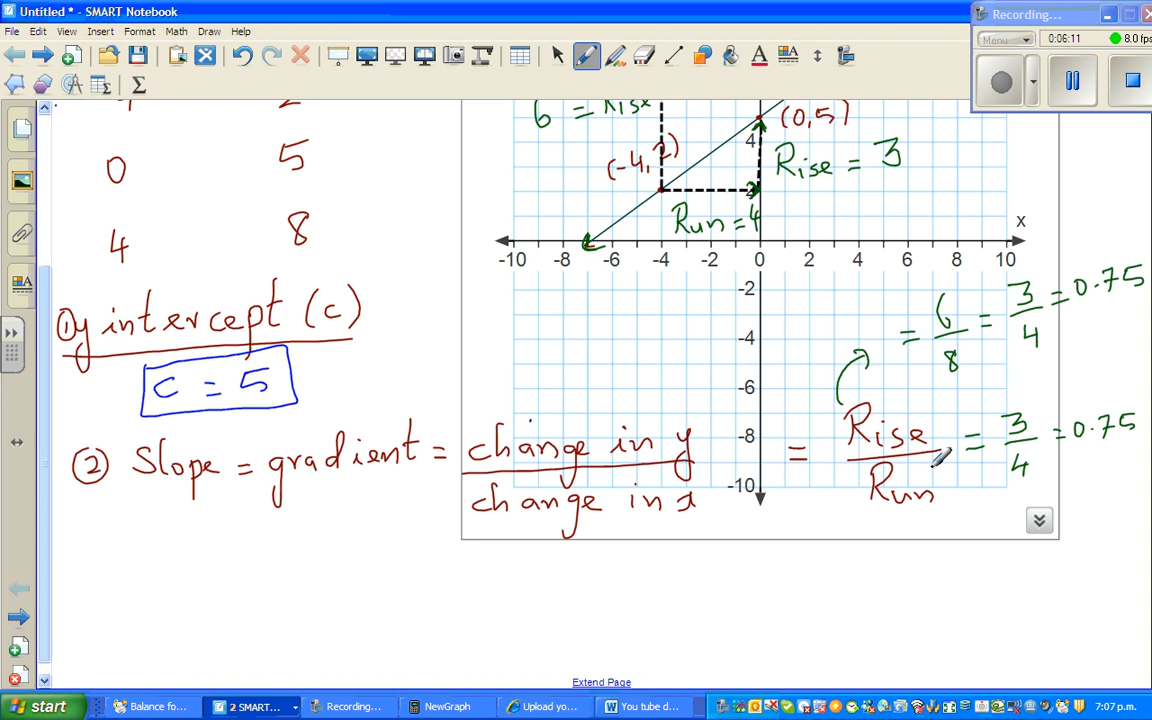 Untitled * - SMART Notebook
Recording...
File Edit View Insert Format Math Draw Help
Menu
0:06:11
8.0 fps
6 = Rise
(0,5)
4
0 5
(-4,2)
Rise = 3
2
Run = 4
4 8
x
-10 -8 -6 -4 -2 0 2 4 6 8 10
-2
① y intercept (c)
= 6/8 = 3/4 = 0.75
-4
c = 5
-6
② Slope = gradient = change in y / change in x = Rise / Run = 3/4 = 0.75
-8
-10
Extend Page
start
Balance fo...
2 SMART...
Recording...
NewGraph
Upload yo...
You tube d...
7:07 p.m.